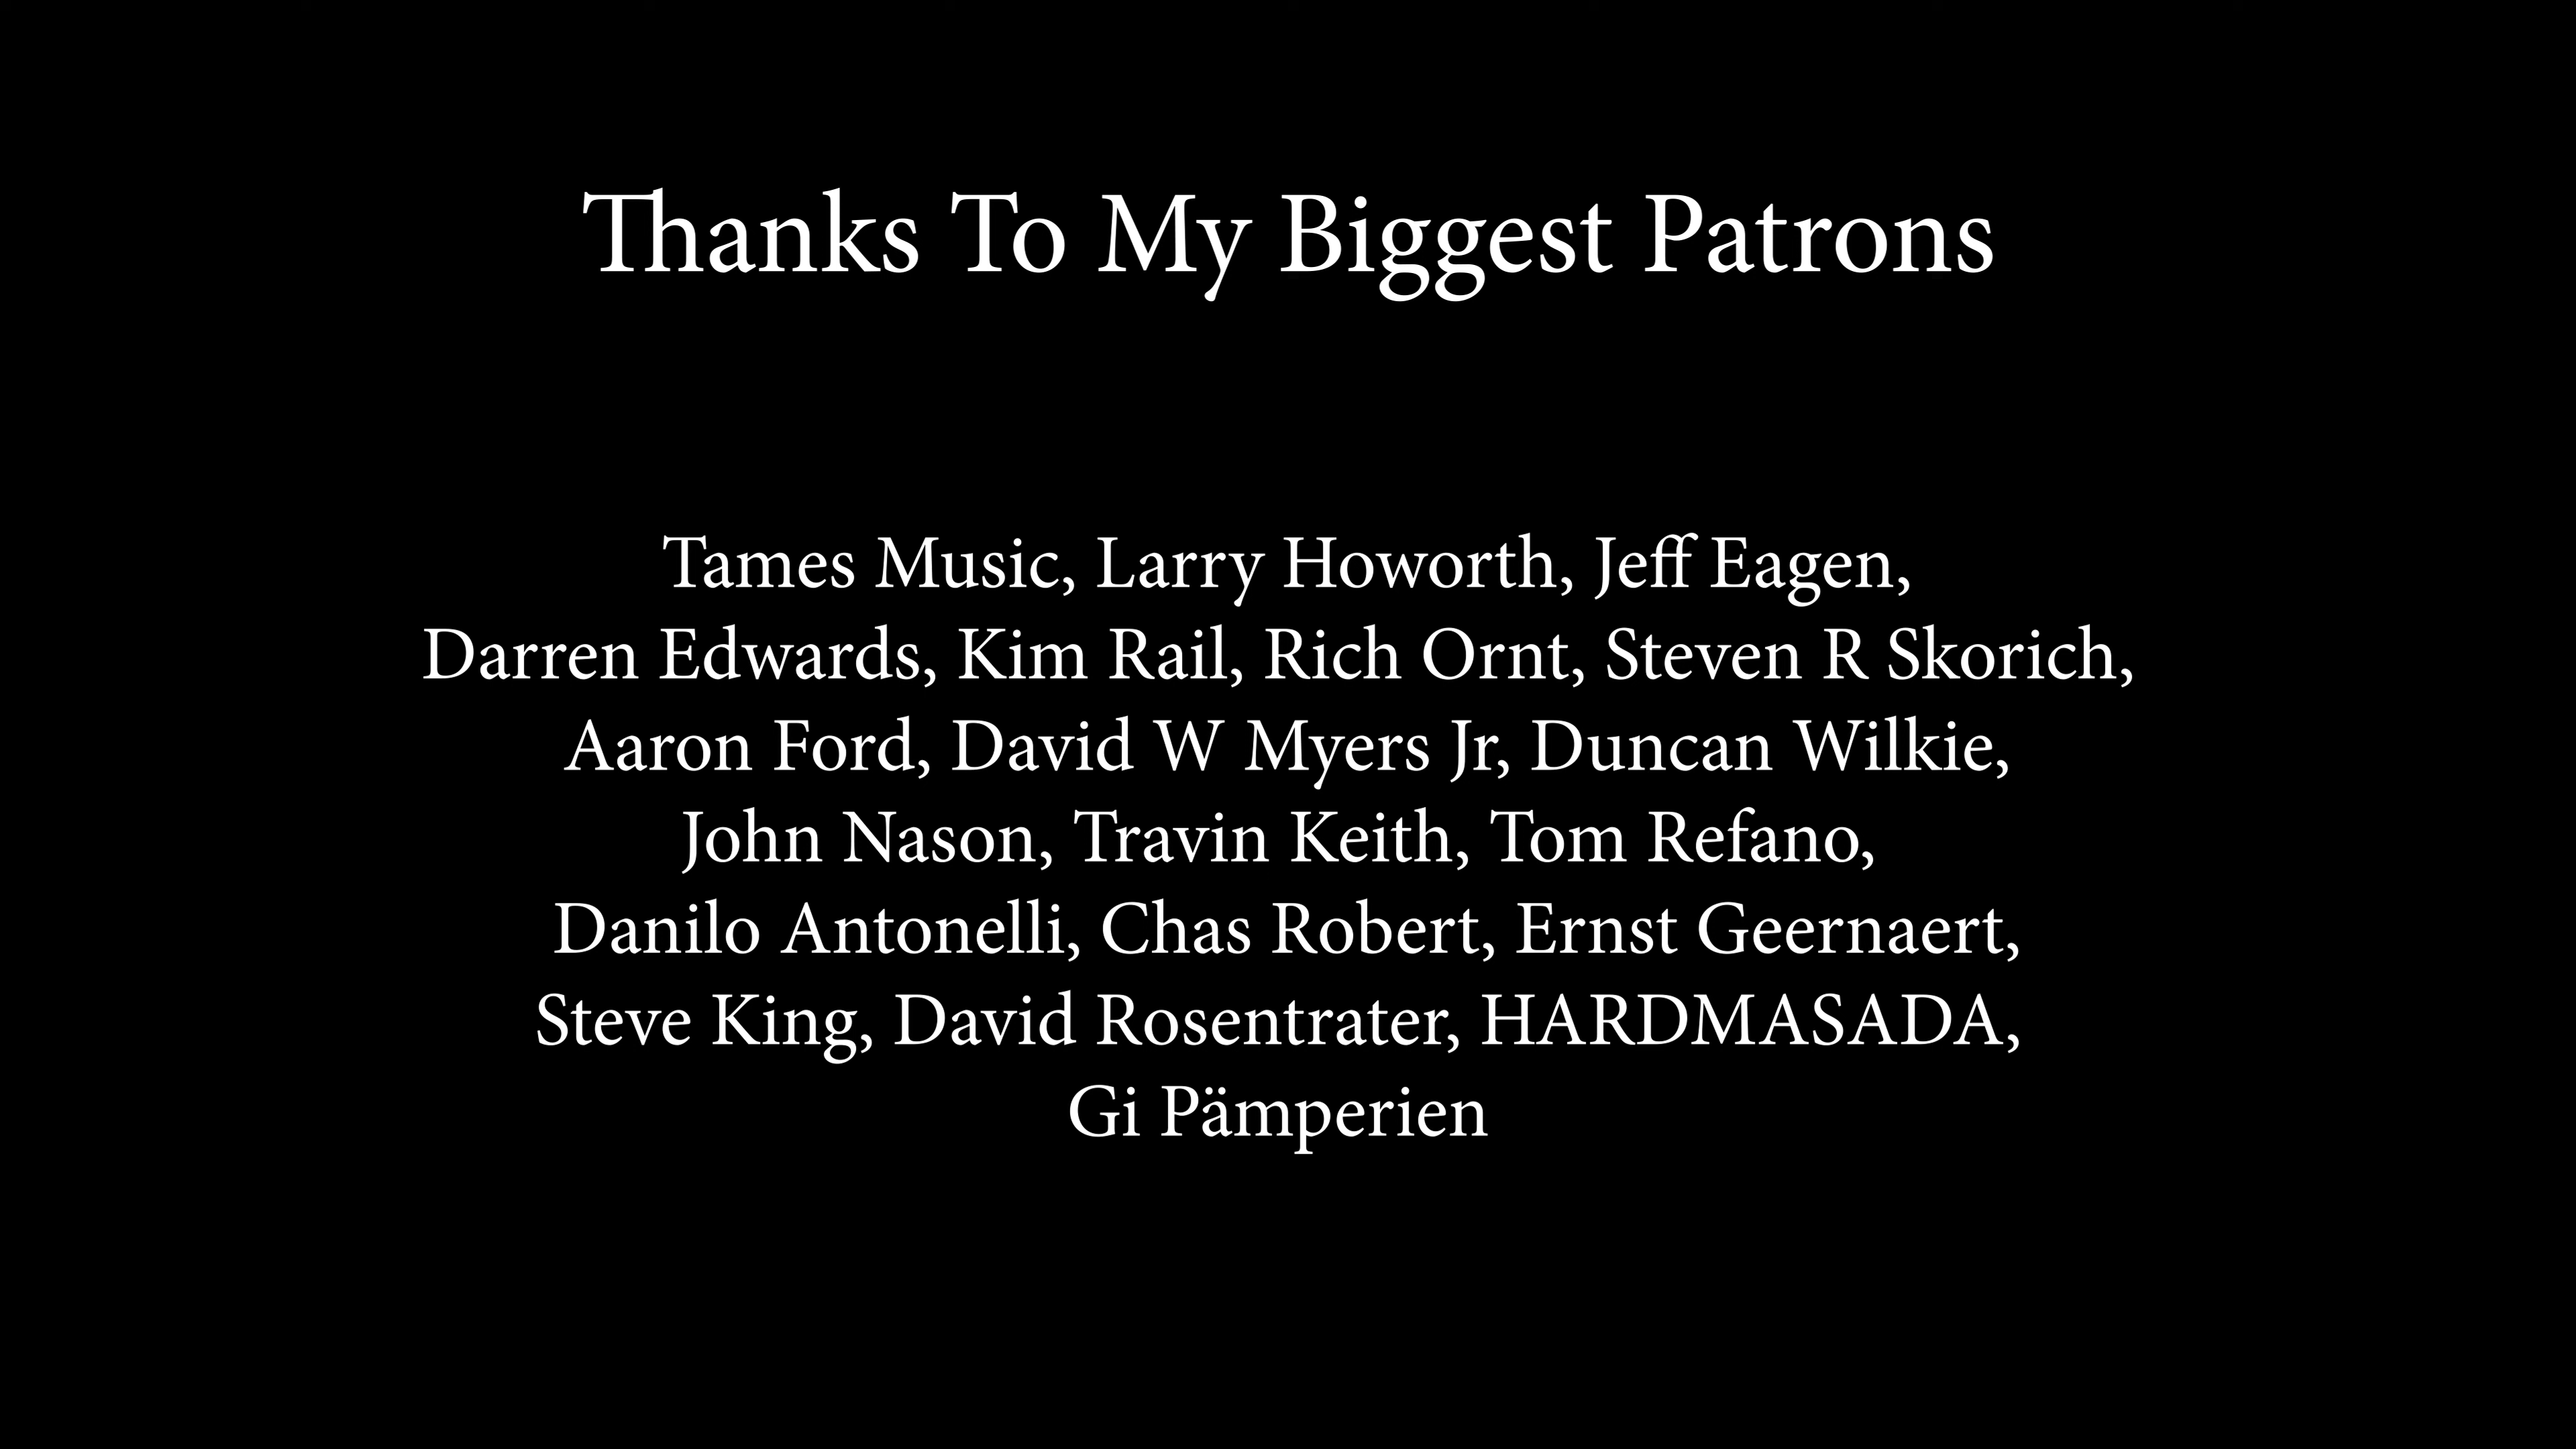 Thanks To My Biggest Patrons
Tames Music, Larry Howorth, Jeff Eagen,
Darren Edwards, Kim Rail, Rich Ornt, Steven R Skorich,
Aaron Ford, David W Myers Jr, Duncan Wilkie,
John Nason, Travin Keith, Tom Refano,
Danilo Antonelli, Chas Robert, Ernst Geernaert,
Steve King, David Rosentrater, HARDMASADA,
Gi Pämperien